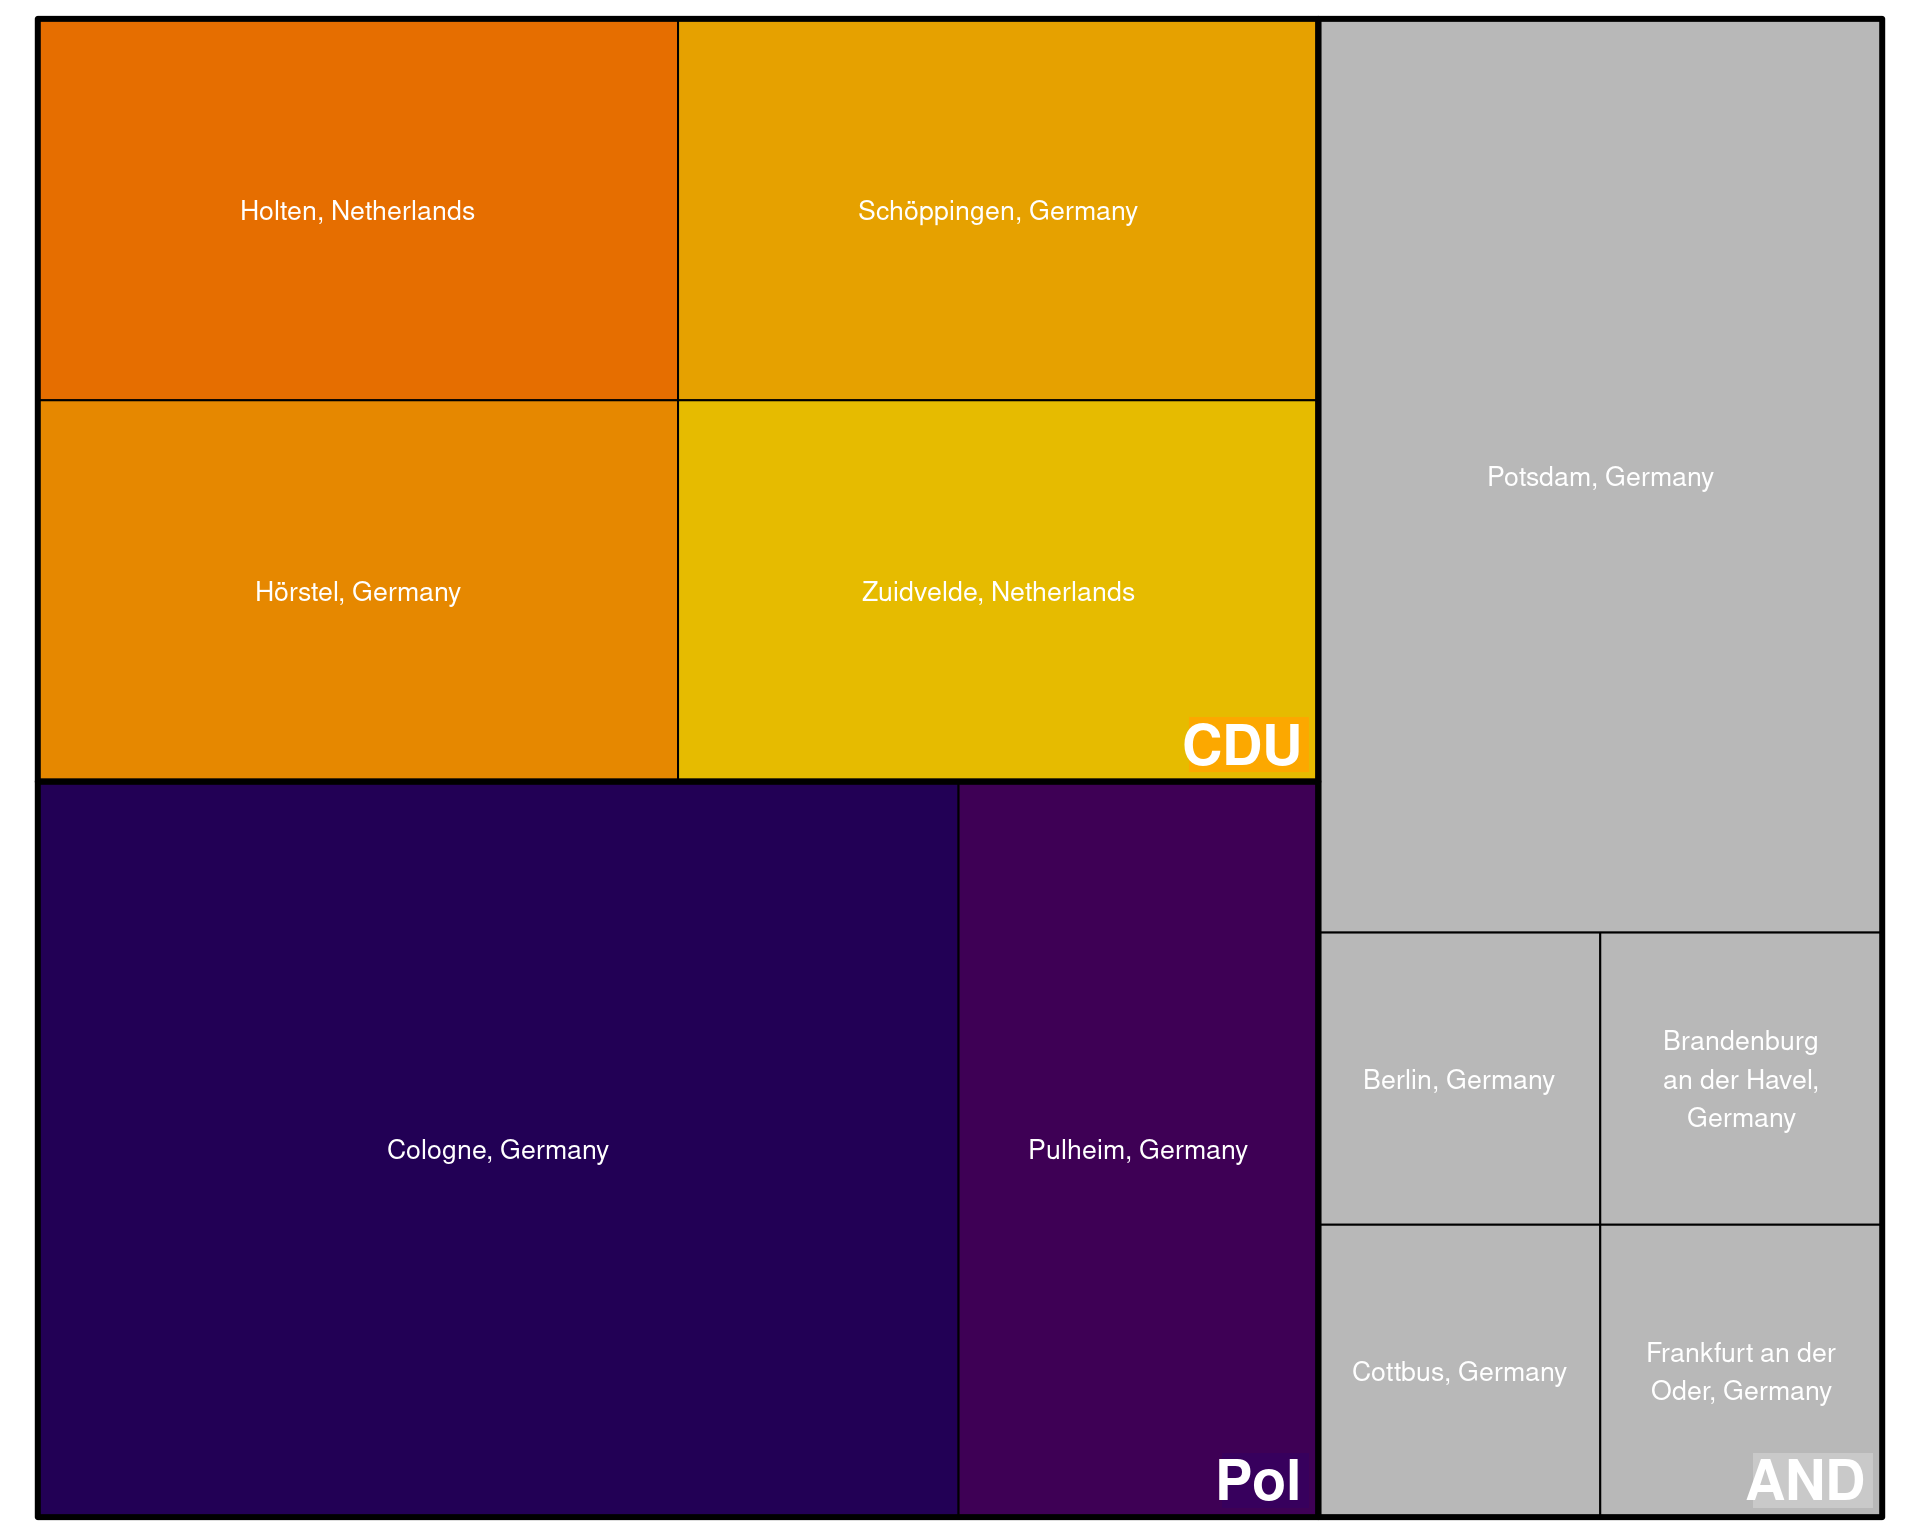 Holten, Netherlands
Schöppingen, Germany
Hörstel, Germany
Zuidvelde, Netherlands
CDU
Cologne, Germany
Pulheim, Germany
Pol
Potsdam, Germany
Berlin, Germany
Brandenburg
an der Havel,
Germany
Cottbus, Germany
Frankfurt an der
Oder, Germany
AND